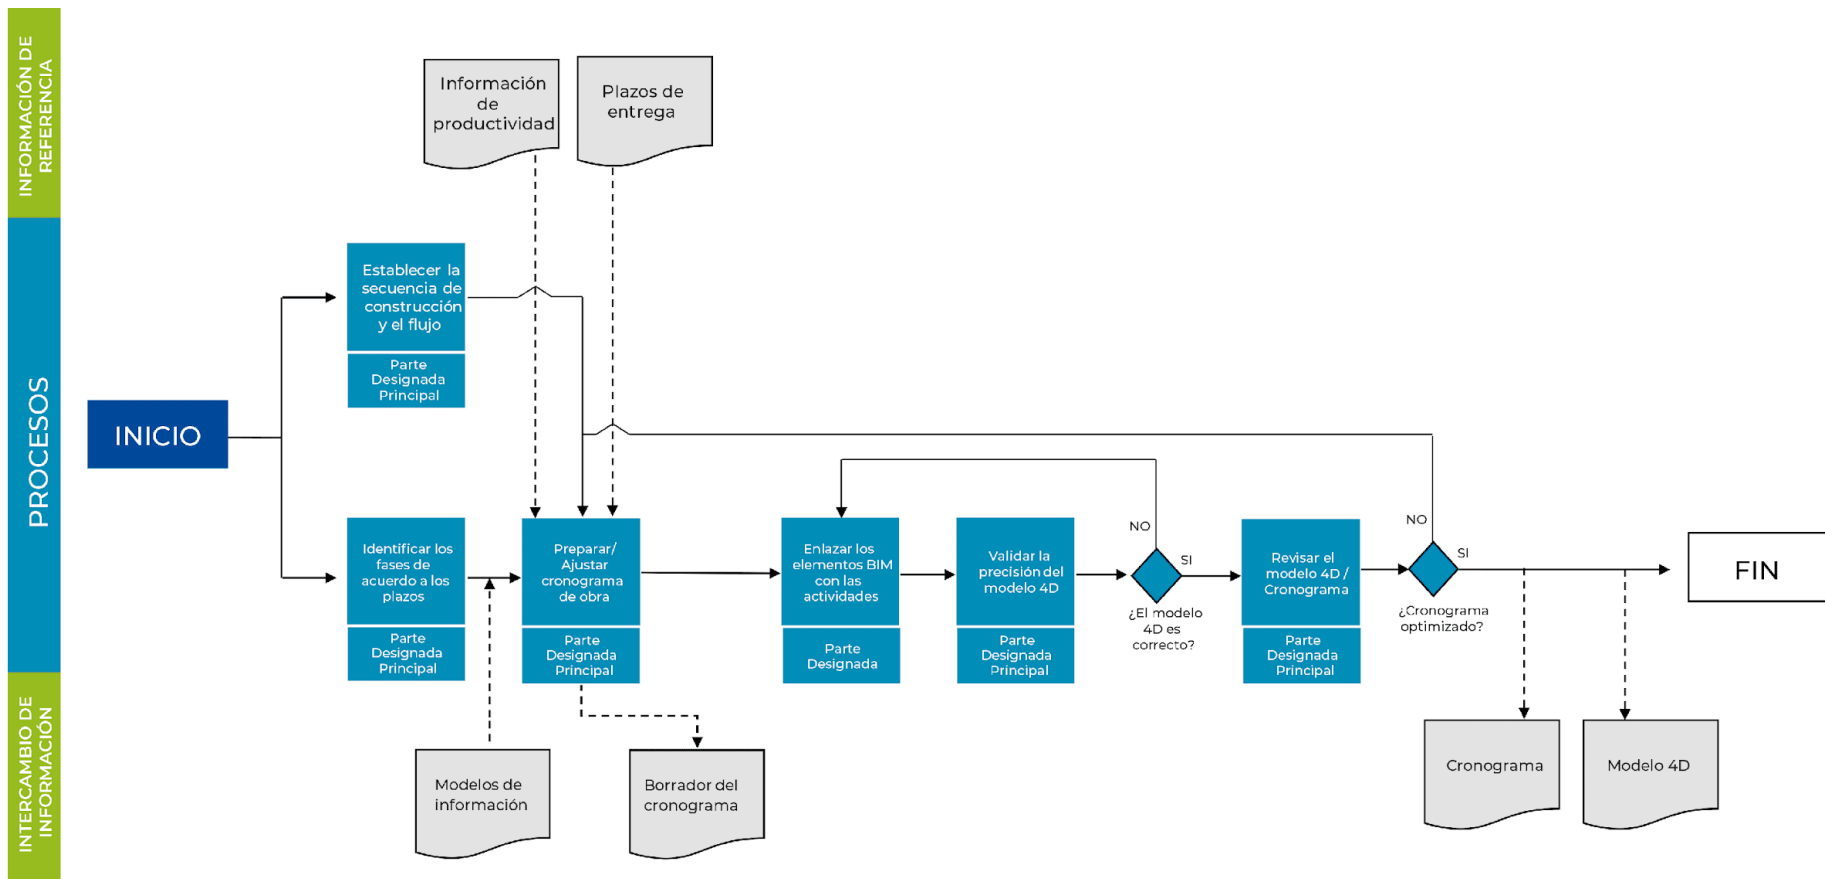 INFORMACIÓN DE
REFERENCIA
Información
de
productividad
Plazos de
entrega
PROCESOS
INICIO
Establecer la
secuencia de
construcción
y el flujo
Parte
Designada
Principal
Identificar los
fases de
acuerdo a los
plazos
Parte
Designada
Principal
Preparar/
Ajustar
cronograma
de obra
Parte
Designada
Principal
Enlazar los
elementos BIM
con las
actividades
Parte
Designada
Validar la
precisión del
modelo 4D
Parte
Designada
Principal
NO
SI
¿El modelo
4D es
correcto?
Revisar el
modelo 4D /
Cronograma
Parte
Designada
Principal
NO
SI
¿Cronograma
optimizado?
FIN
INTERCAMBIO DE
INFORMACIÓN
Modelos de
información
Borrador del
cronograma
Cronograma
Modelo 4D